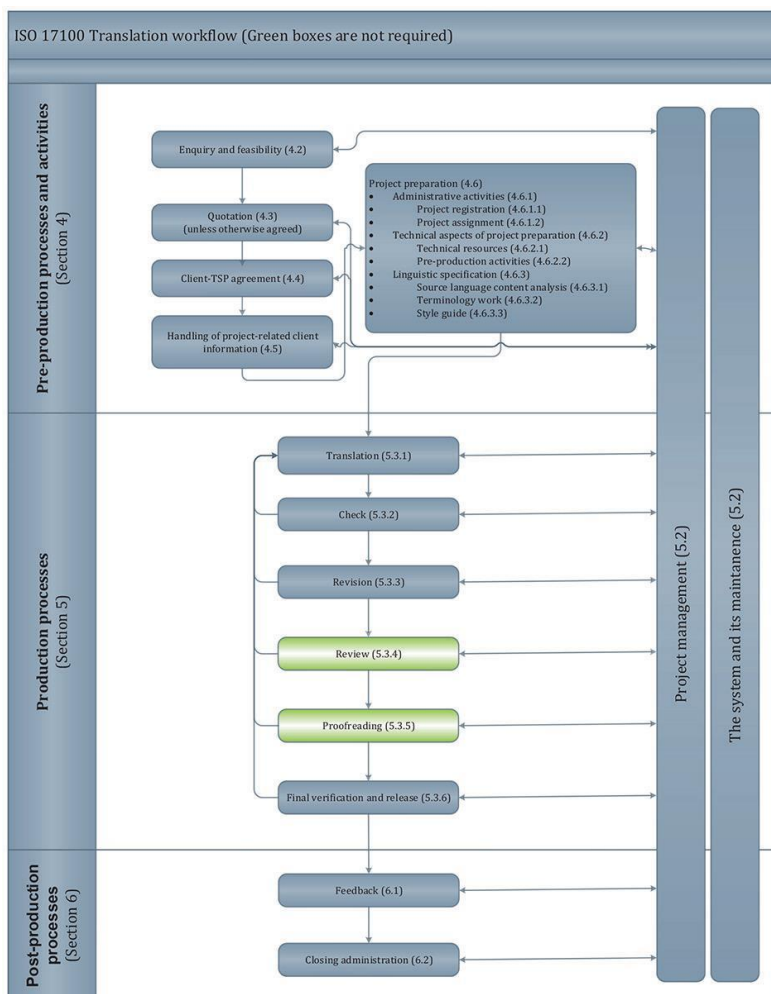 ISO 17100 Translation workflow (Green boxes are not required)
Pre-production processes and activities
(Section 4)
Enquiry and feasibility (4.2)
Quotation (4.3)
(unless otherwise agreed)
Client-TSP agreement (4.4)
Handling of project-related client
information (4.5)
Project preparation (4.6)
• Administrative activities (4.6.1)
• Project registration (4.6.1.1)
• Project assignment (4.6.1.2)
• Technical aspects of project preparation (4.6.2)
• Technical resources (4.6.2.1)
• Pre-production activities (4.6.2.2)
• Linguistic specification (4.6.3)
• Source language content analysis (4.6.3.1)
• Terminology work (4.6.3.2)
• Style guide (4.6.3.3)
Production processes
(Section 5)
Translation (5.3.1)
Check (5.3.2)
Revision (5.3.3)
Review (5.3.4)
Proofreading (5.3.5)
Final verification and release (5.3.6)
Post-production
processes
(Section 6)
Feedback (6.1)
Closing administration (6.2)
Project management (5.2)
The system and its maintanence (5.2)